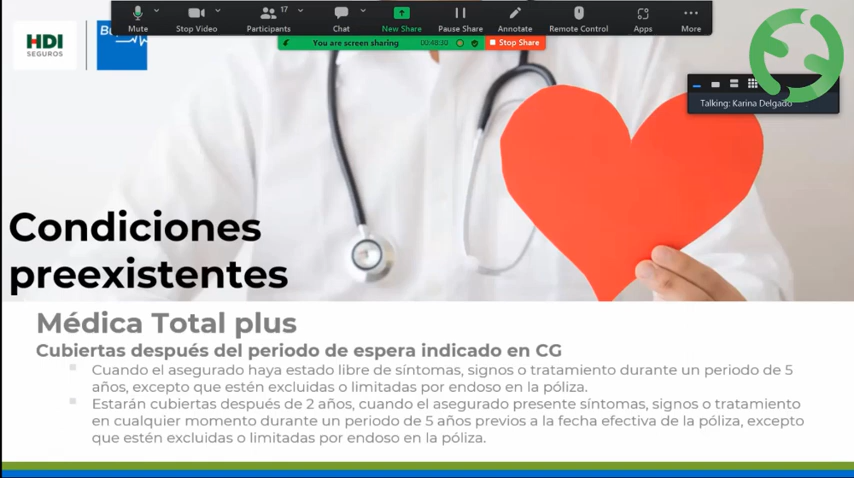 Mute
Stop Video
17
Participants
Chat
New Share
Pause Share
Annotate
Remote Control
Apps
More
You are screen sharing
00:48:30
Stop Share
HDI
SEGUROS
Talking: Karina Delgado
Condiciones
preexistentes
Médica Total plus
Cubiertas después del periodo de espera indicado en CG
Cuando el asegurado haya estado libre de síntomas, signos o tratamiento durante un periodo de 5
años, excepto que estén excluidas o limitadas por endoso en la póliza.
Estarán cubiertas después de 2 años, cuando el asegurado presente síntomas, signos o tratamiento
en cualquier momento durante un periodo de 5 años previos a la fecha efectiva de la póliza, excepto
que estén excluidas o limitadas por endoso en la póliza.